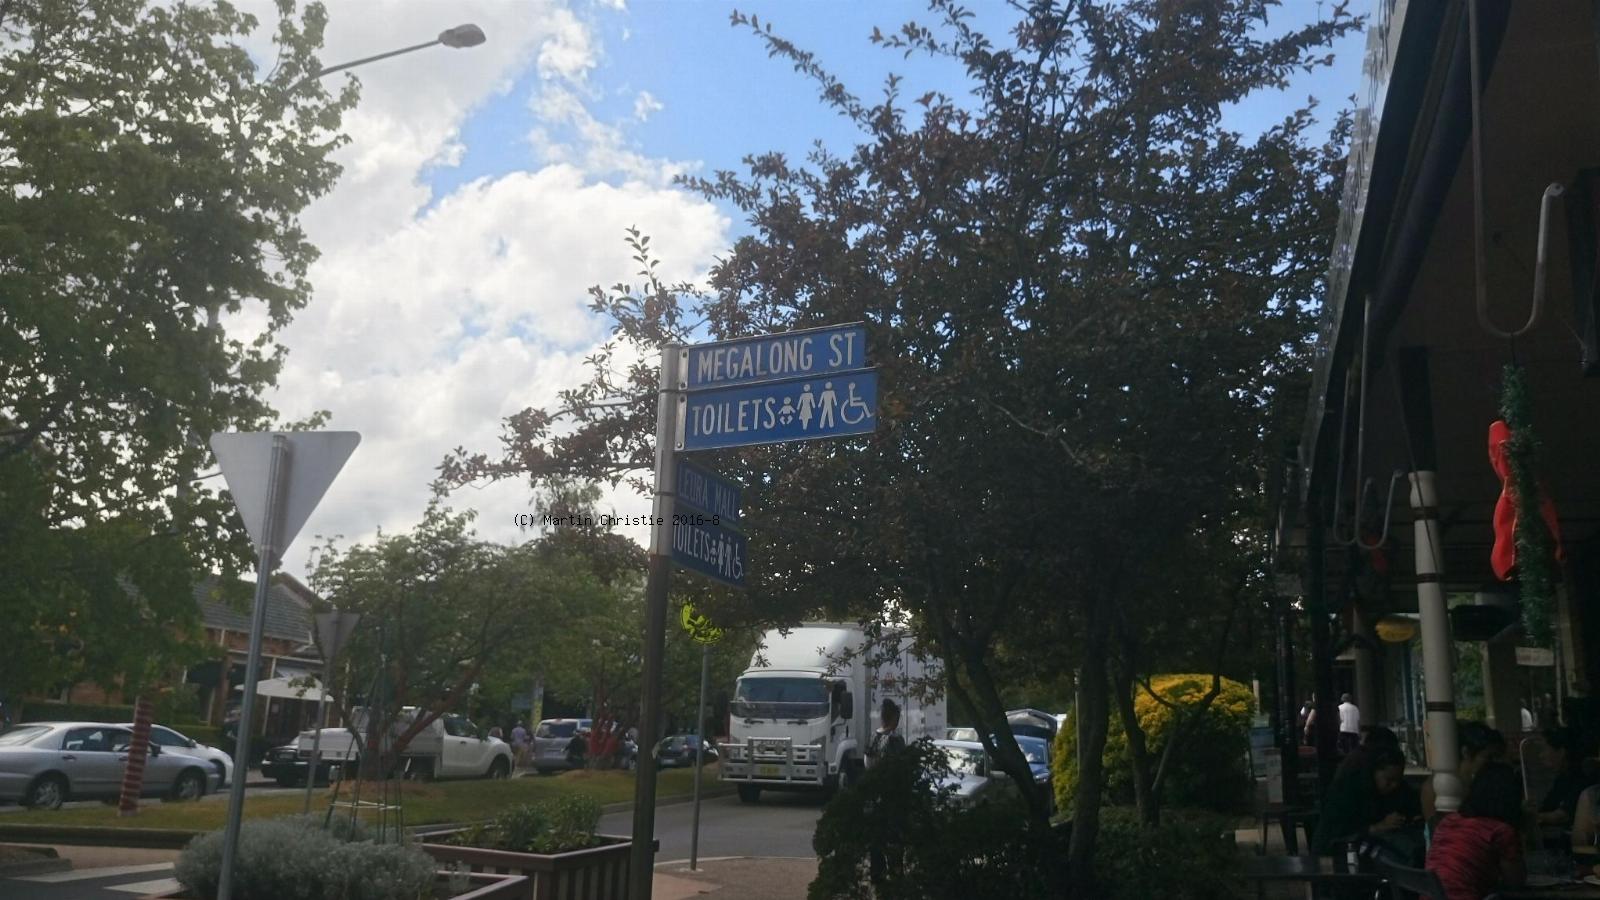 MEGALONG ST
TOILETS
LEURA MALL
(C) Martin Christie 2016-8
TOILETS